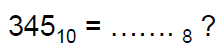 345₁₀ = ....... ₈ ?